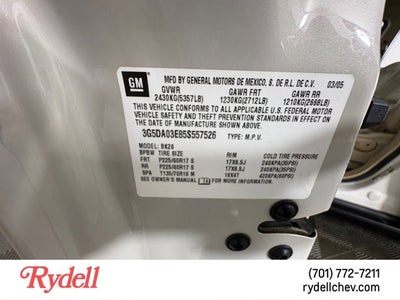 GM
MFD BY GENERAL MOTORS DE MEXICO, S. DE R.L. DE C.V. 03/05
GVWR GAWR FRT GAWR RR
2430KG(5357LB) 1230KG(2712LB) 1210KG(2668LB)
THIS VEHICLE CONFORMS TO ALL APPLICABLE U.S. FEDERAL MOTOR
VEHICLE SAFETY AND THEFT PREVENTION STANDARDS IN EFFECT ON THE
DATE OF MANUFACTURE SHOWN ABOVE.
3G5DA03E85S557526 TYPE: M.P.V.
MODEL: BK26
BPBW TIRE SIZE RIM COLD TIRE PRESSURE
FRT P225/60R17 S 17X6.5J 240KPA(35PSI)
RR P225/60R17 S 17X6.5J 240KPA(35PSI)
SPA T135/70R16 M 16X4T 420KPA(60PSI)
SEE OWNER'S MANUAL FOR ADDITIONAL INFORMATION
Rydell
(701) 772-7211
rydellchev.com